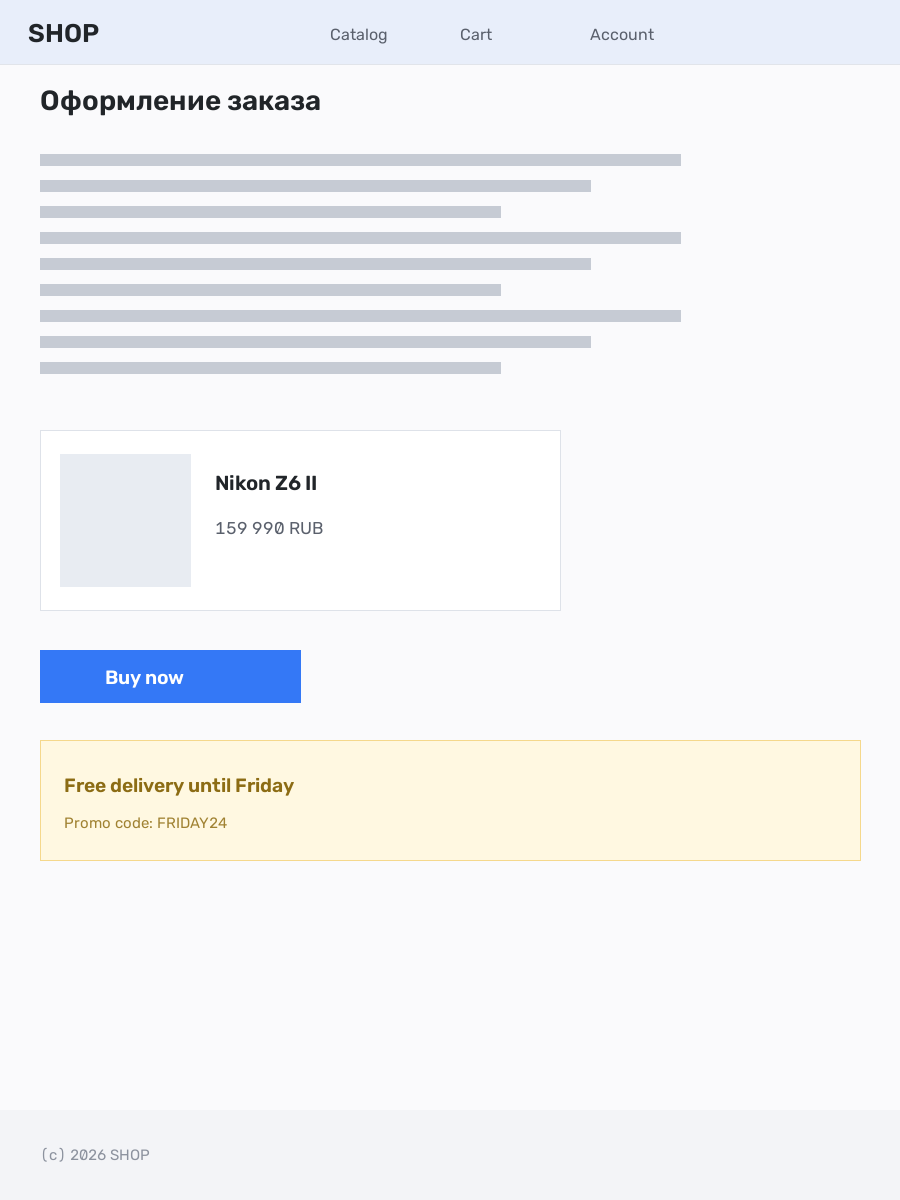 SHOP
Catalog
Cart
Account
Оформление заказа
Nikon Z6 II
159 990 RUB
Buy now
Free delivery until Friday
Promo code: FRIDAY24
(c) 2026 SHOP